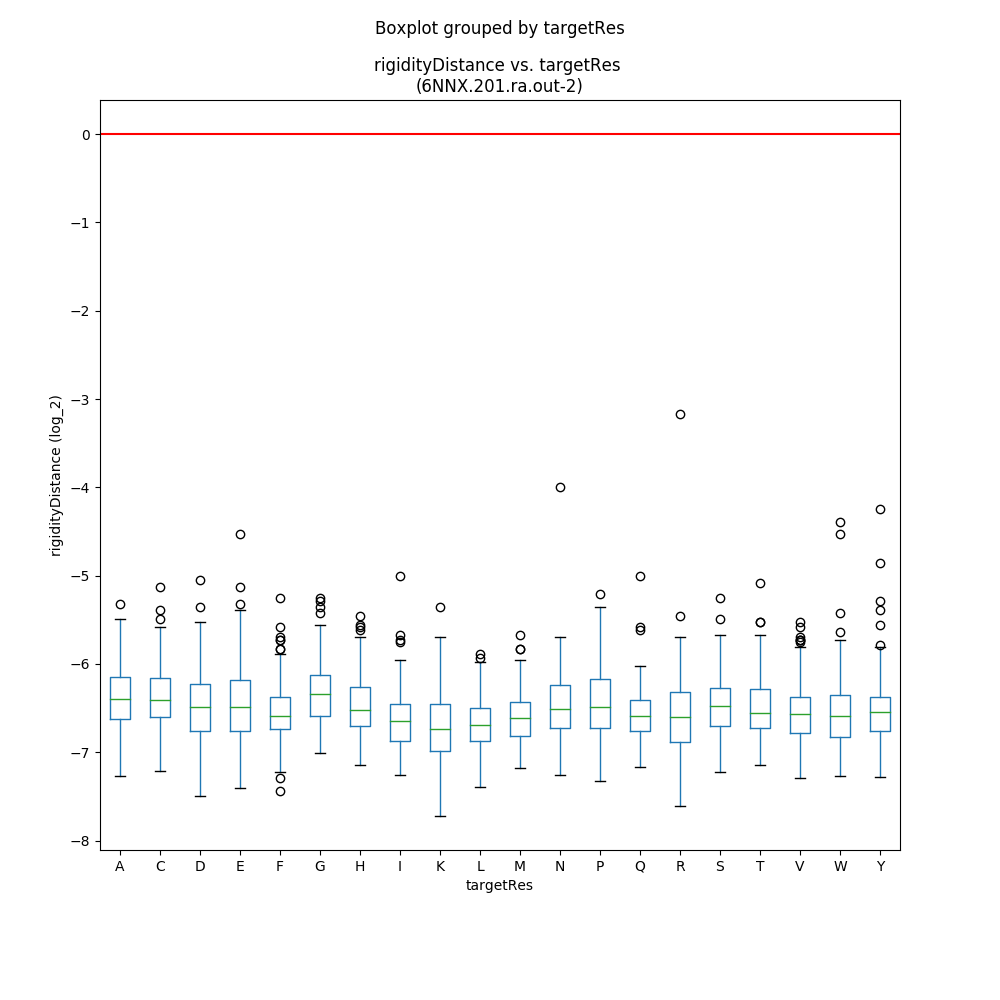 Boxplot grouped by targetRes
rigidityDistance vs. targetRes
(6NNX.201.ra.out-2)
rigidityDistance (log_2)
0
−1
−2
−3
−4
−5
−6
−7
−8
A C D E F G H I K L M N P Q R S T V W Y
targetRes